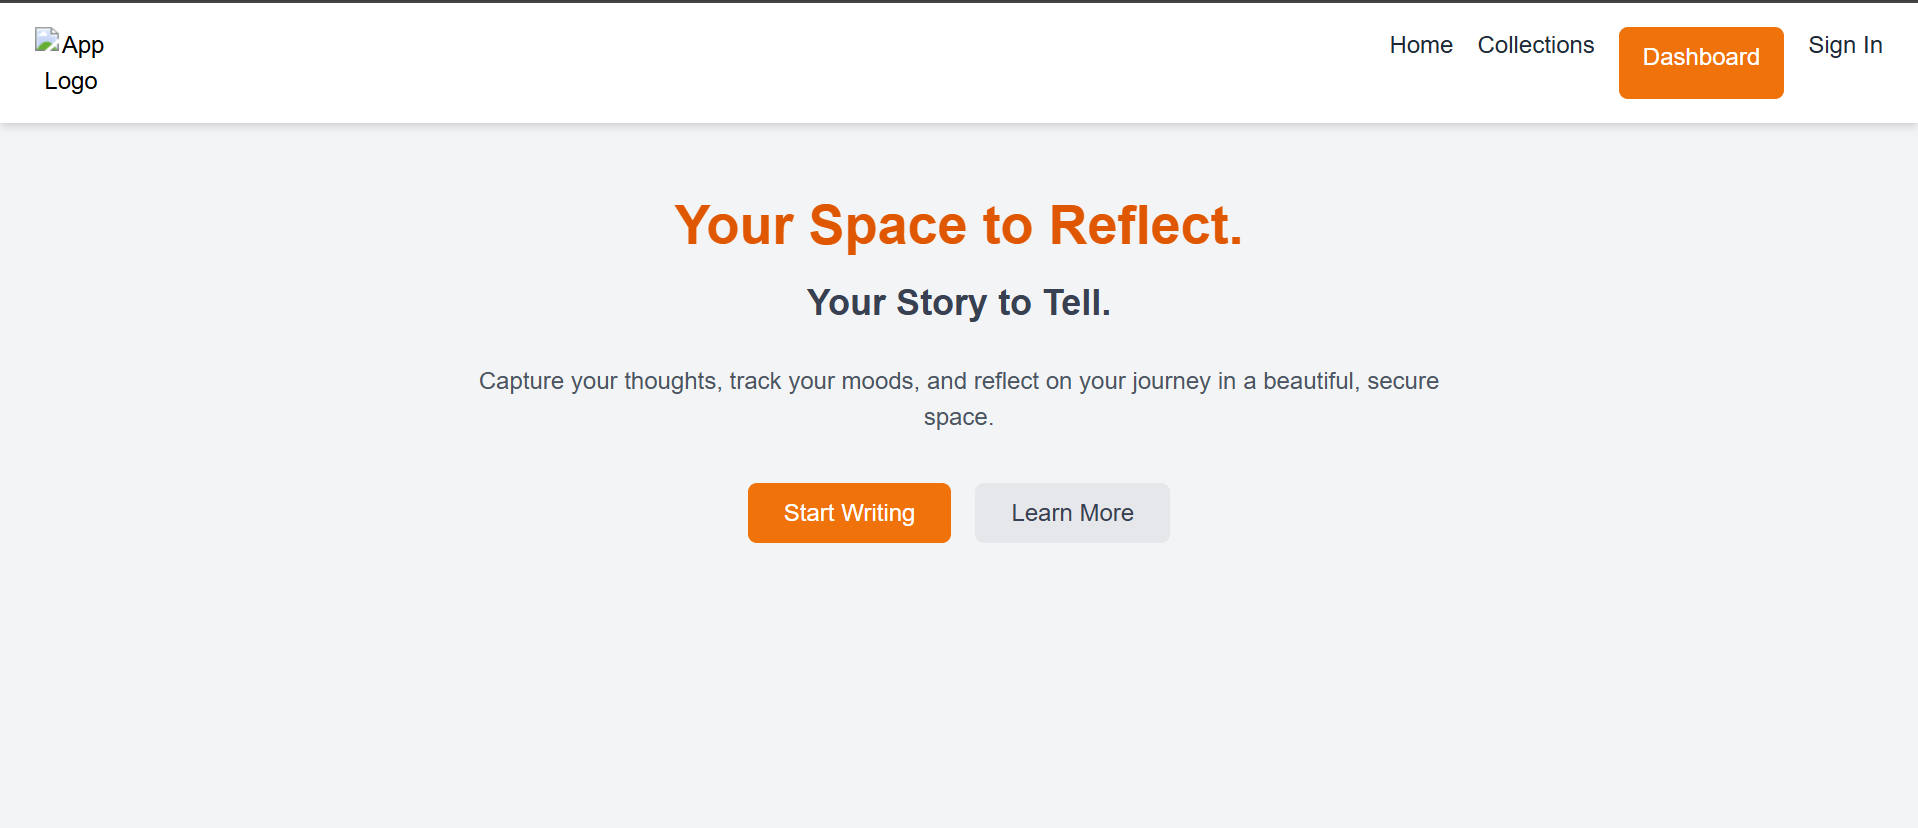 App
Logo
Home
Collections
Dashboard
Sign In
Your Space to Reflect.
Your Story to Tell.
Capture your thoughts, track your moods, and reflect on your journey in a beautiful, secure
space.
Start Writing
Learn More